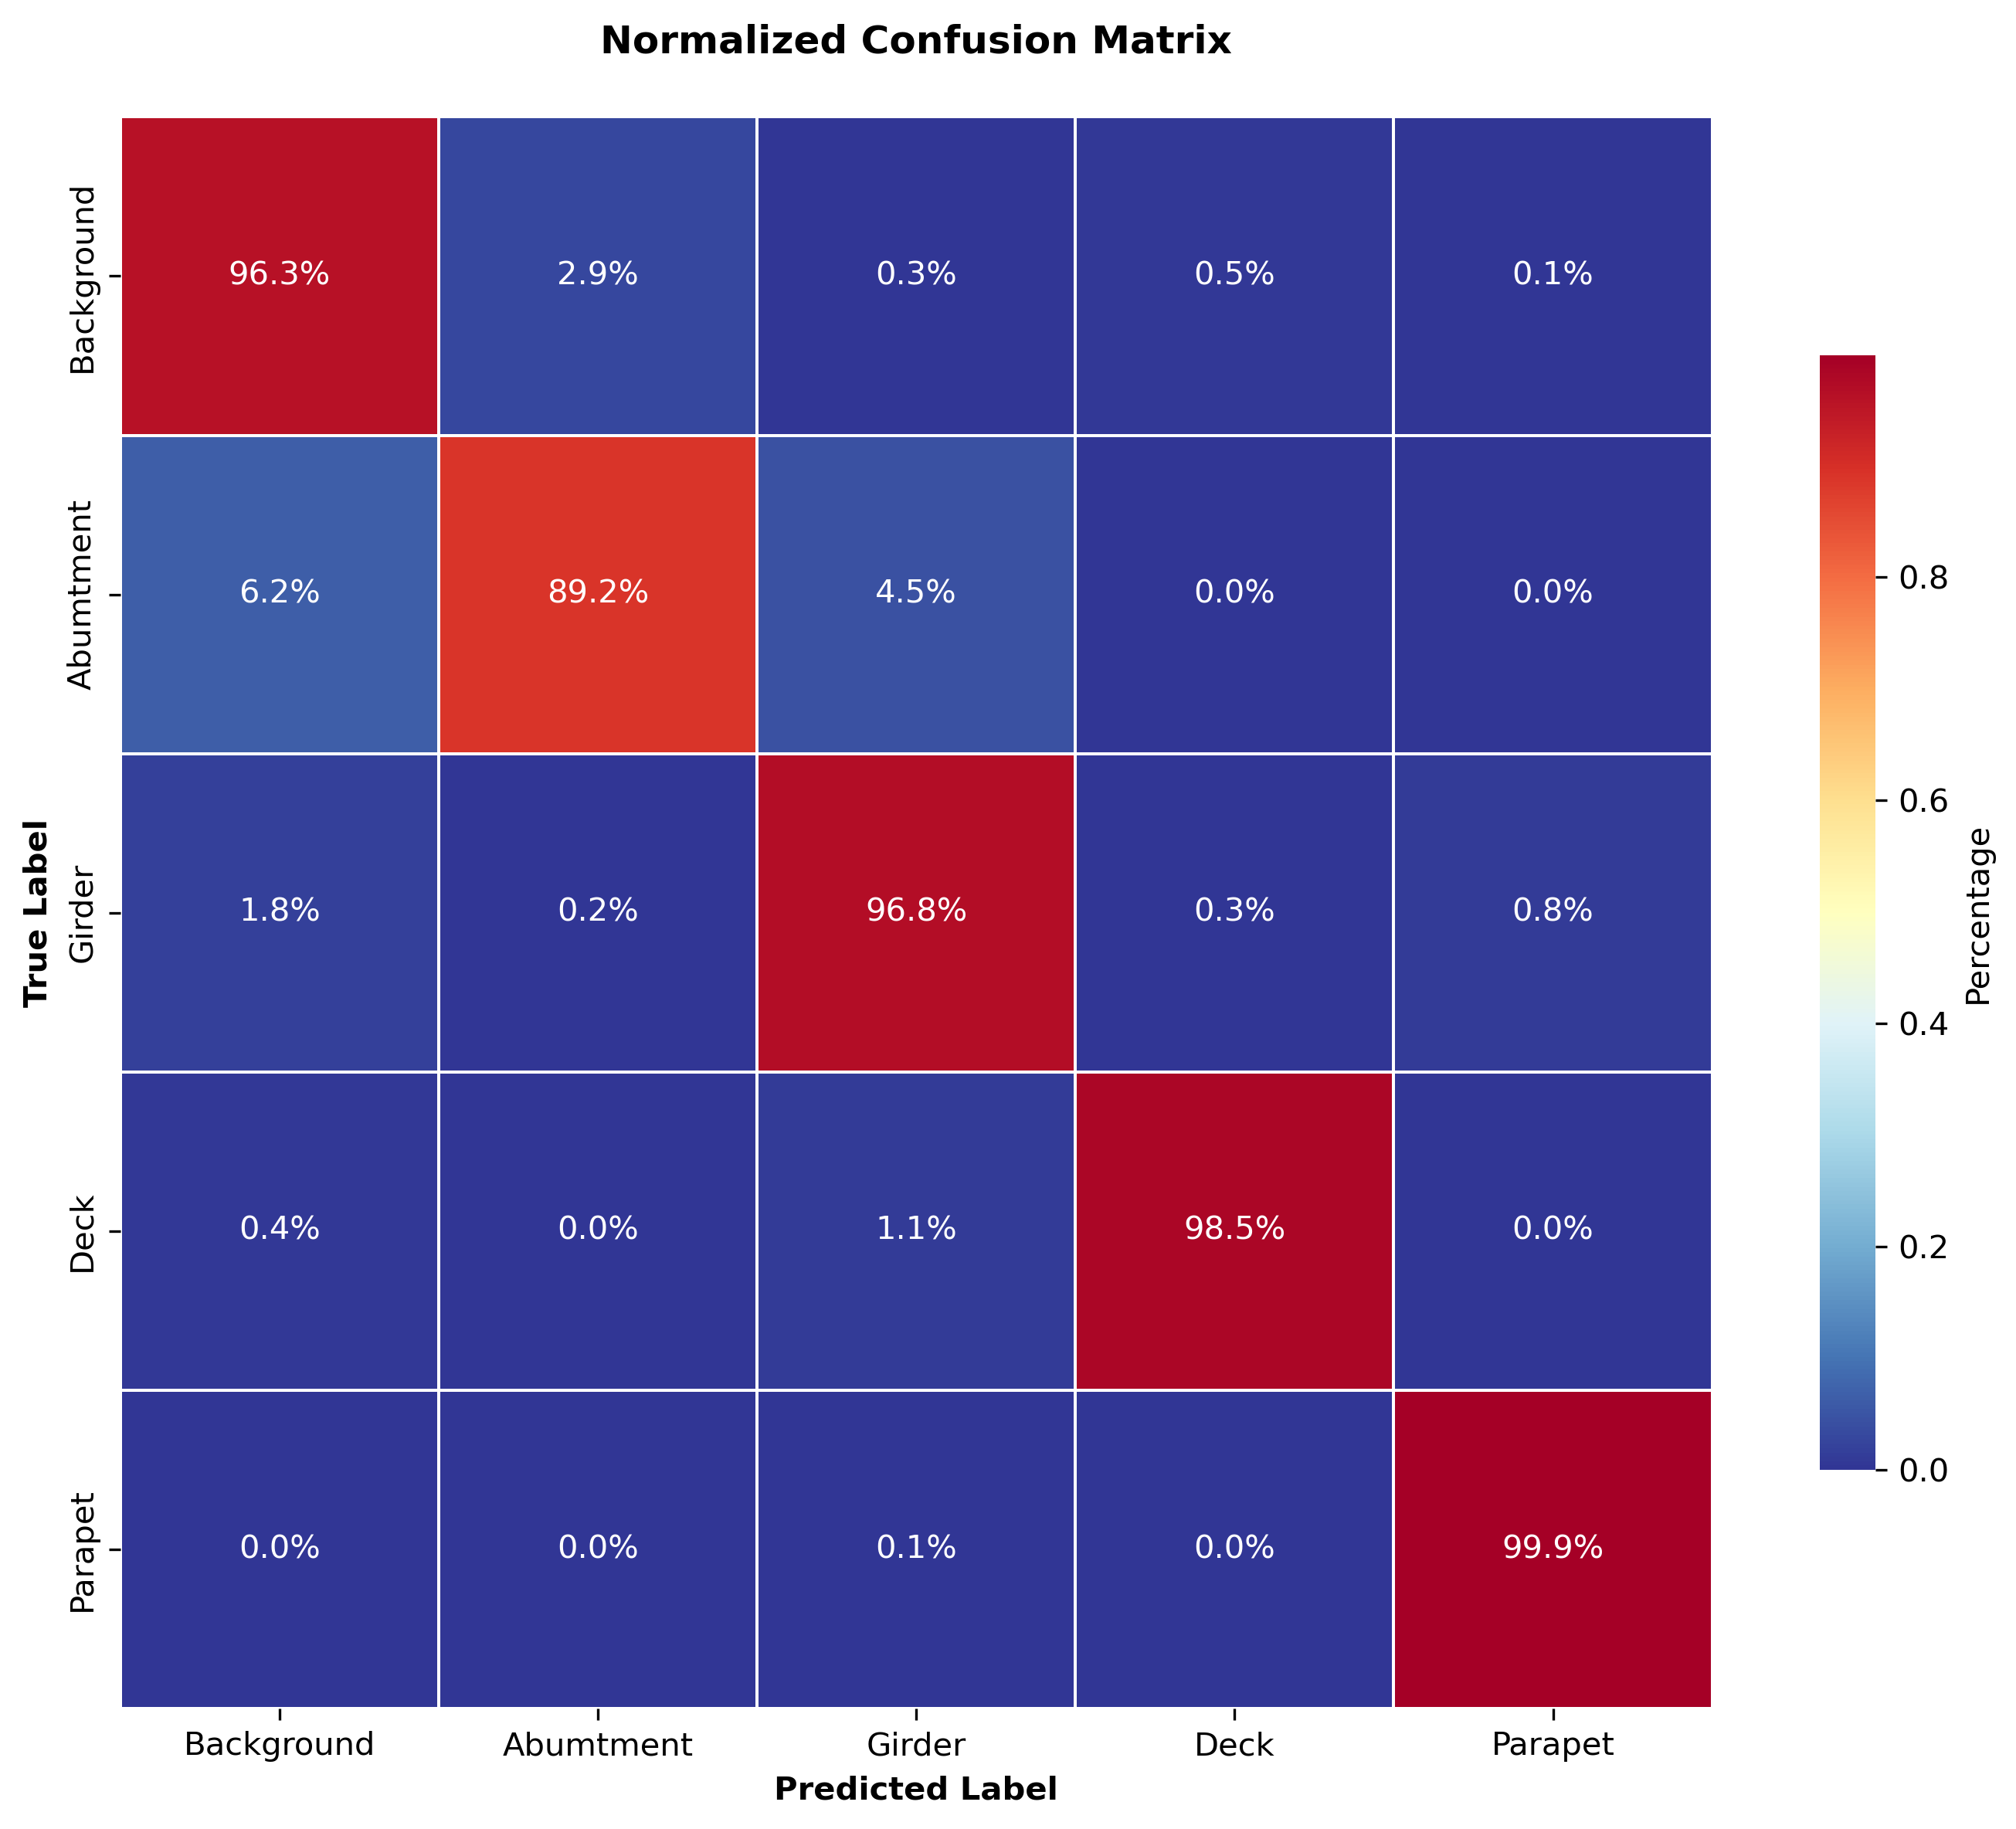 Normalized Confusion Matrix
True Label
Background
96.3% 2.9% 0.3% 0.5% 0.1%
Abumtment
6.2% 89.2% 4.5% 0.0% 0.0%
Girder
1.8% 0.2% 96.8% 0.3% 0.8%
Deck
0.4% 0.0% 1.1% 98.5% 0.0%
Parapet
0.0% 0.0% 0.1% 0.0% 99.9%
Background Abumtment Girder Deck Parapet
Predicted Label
0.8
0.6
0.4
0.2
0.0
Percentage